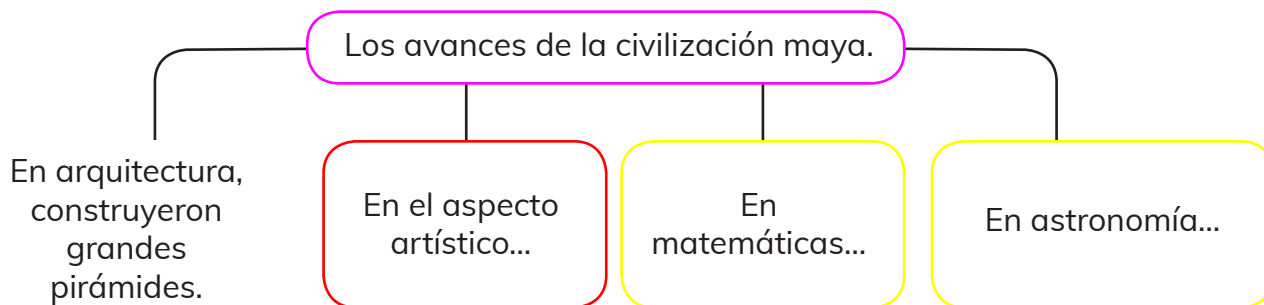 Los avances de la civilización maya.
En arquitectura,
construyeron
grandes
pirámides.
En el aspecto
artístico...
En
matemáticas...
En astronomía...